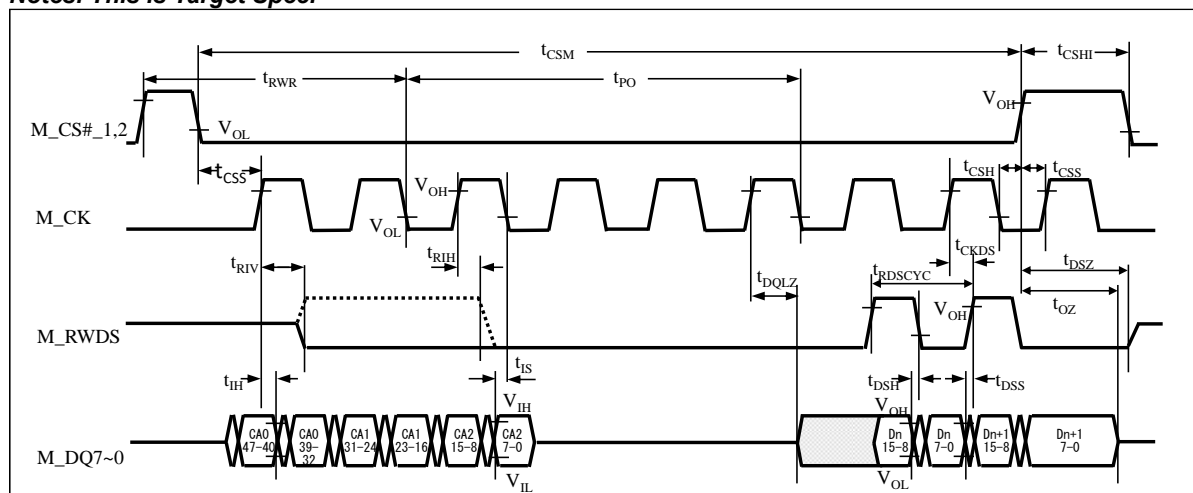 Notes: This is Target Spec.
tCSM
tCSHI
tRWR
tPO
M_CS#_1,2
VOL
VOH
tCSS
tCSH
tCSS
M_CK
VOH
VOL
tRIV
tRIH
tDQLZ
tCKDS
tRDSCYC
tDSZ
tOZ
M_RWDS
VOH
tIH
tIS
tDSH
tDSS
VIH
VOH
M_DQ7~0
CA0 47-40
CA0 39-32
CA1 31-24
CA1 23-16
CA2 15-8
CA2 7-0
Dn 15-8
Dn 7-0
Dn+1 15-8
Dn+1 7-0
VIL
VOL